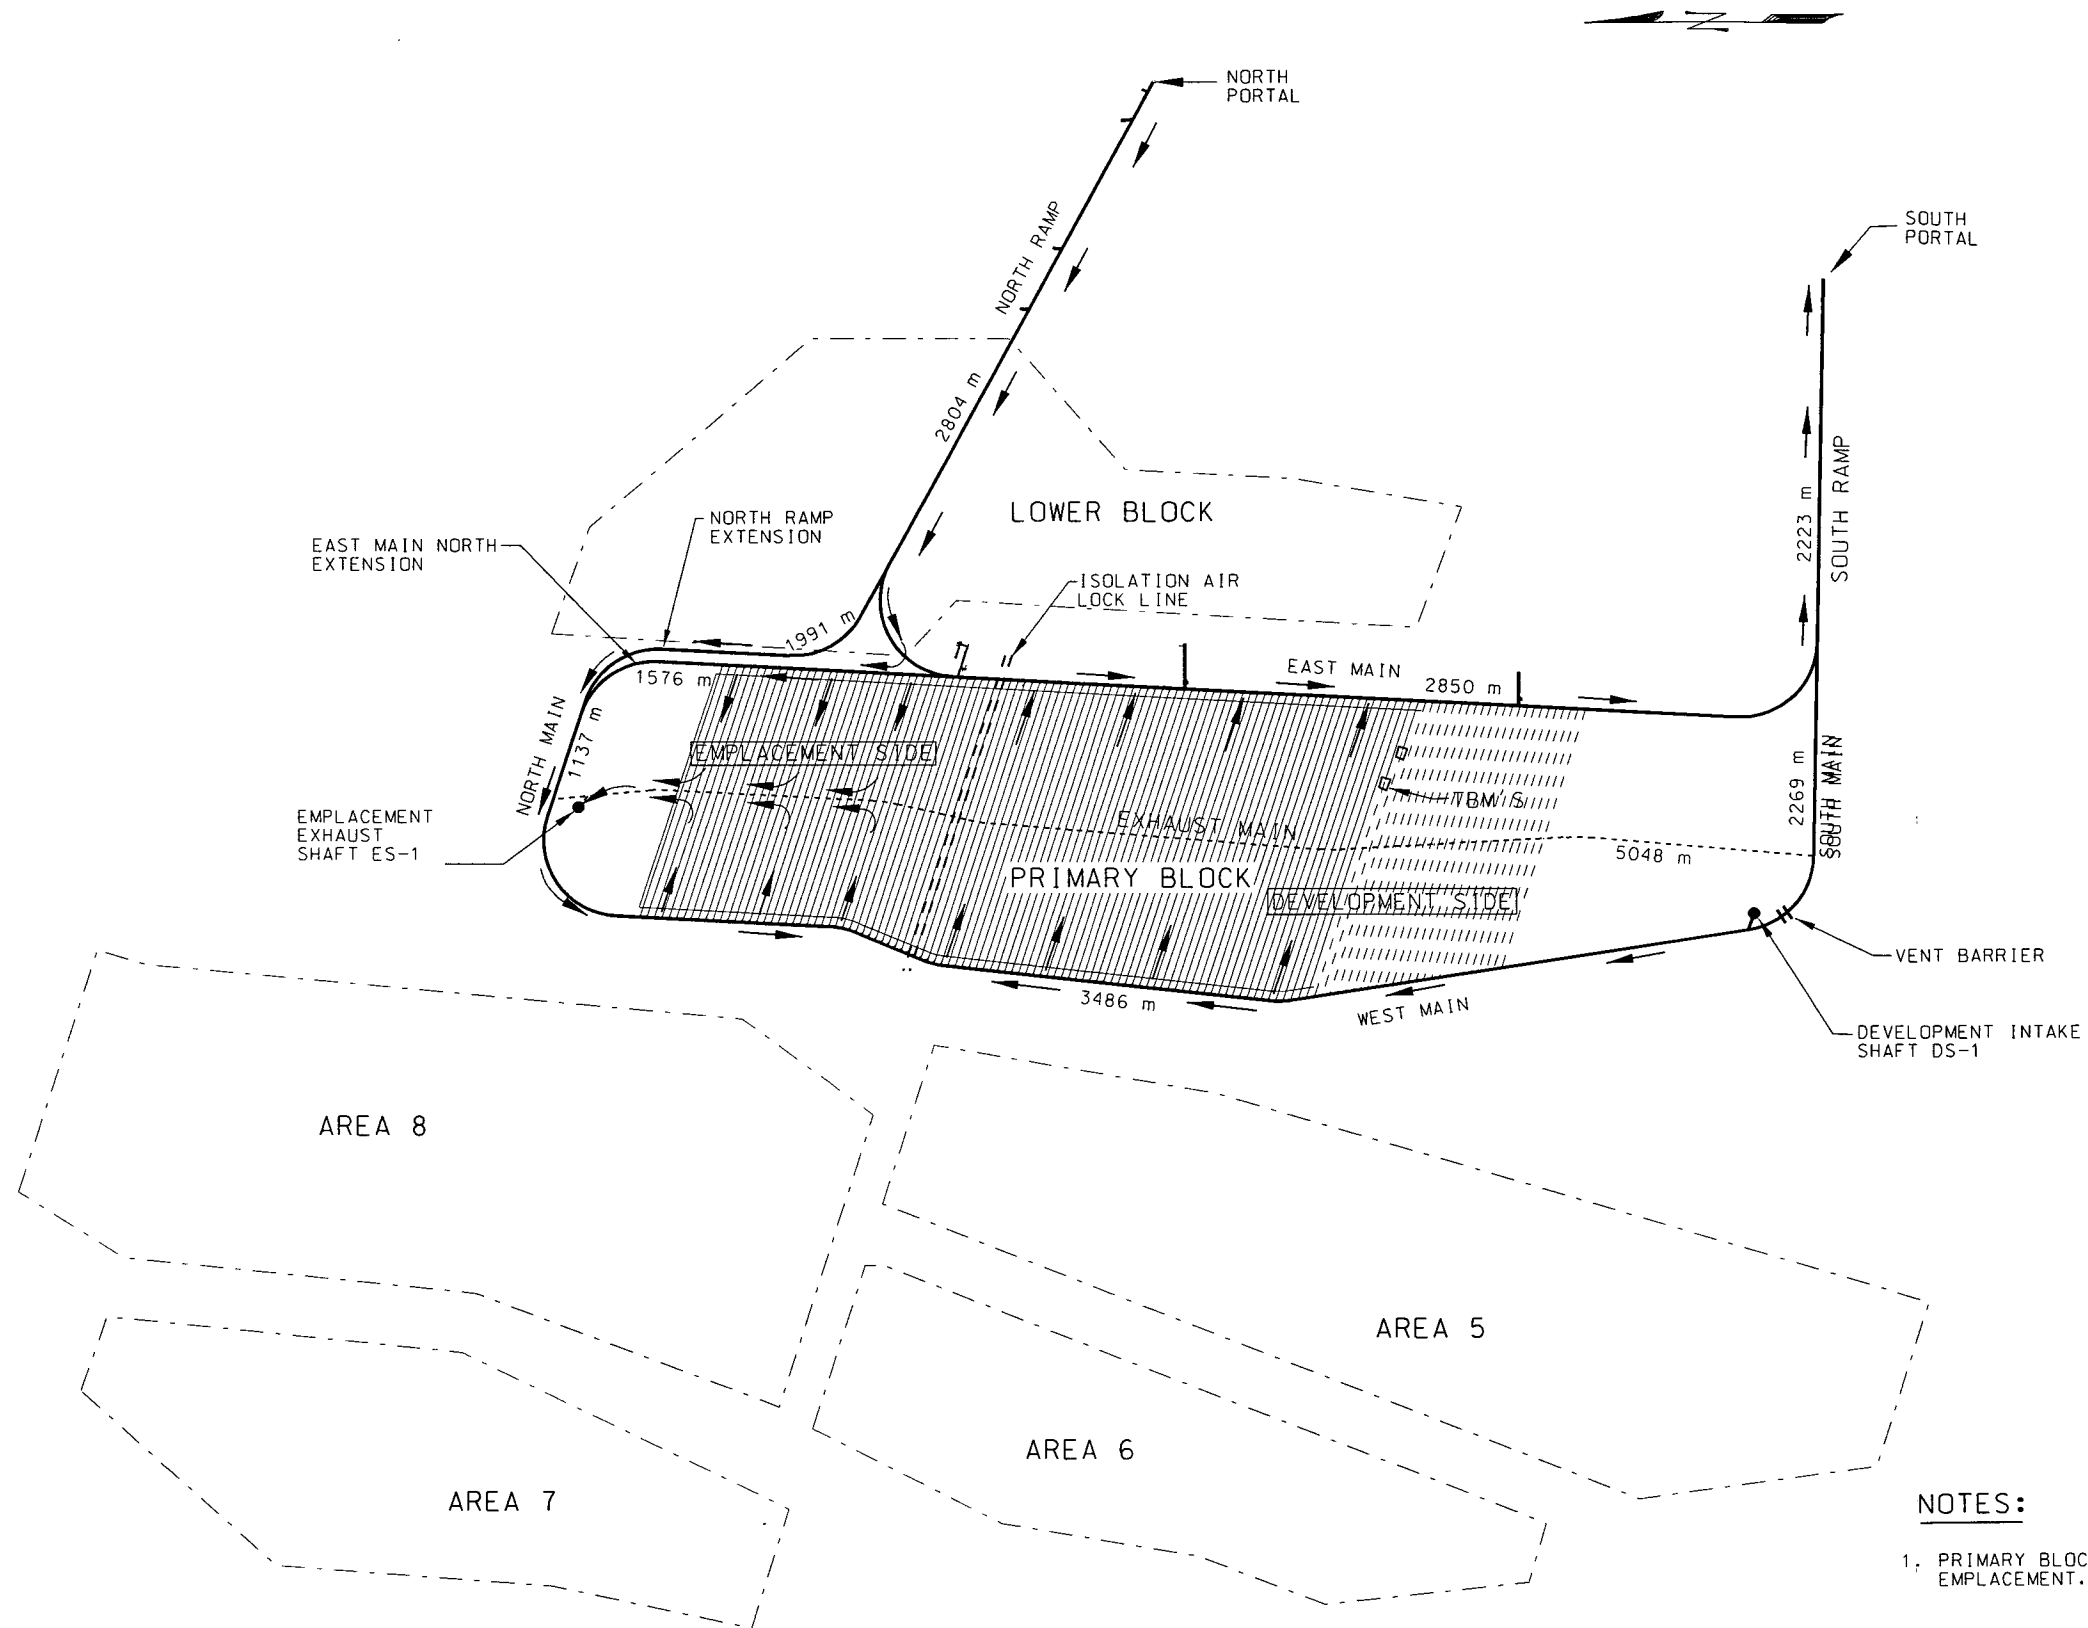 N
NORTH
PORTAL
SOUTH
PORTAL
NORTH RAMP
2804 m
LOWER BLOCK
NORTH RAMP
EXTENSION
EAST MAIN NORTH
EXTENSION
ISOLATION AIR
LOCK LINE
2223 m
SOUTH RAMP
1991 m
EAST MAIN
2850 m
1576 m
NORTH MAIN
1137 m
EMPLACEMENT SIDE
TBM'S
2269 m
SOUTH MAIN
SOUTH MAIN
EMPLACEMENT
EXHAUST
SHAFT ES-1
EXHAUST MAIN
5048 m
PRIMARY BLOCK
DEVELOPMENT SIDE
VENT BARRIER
3486 m
WEST MAIN
DEVELOPMENT INTAKE
SHAFT DS-1
AREA 8
AREA 5
AREA 6
AREA 7
NOTES:
1. PRIMARY BLOC
EMPLACEMENT.